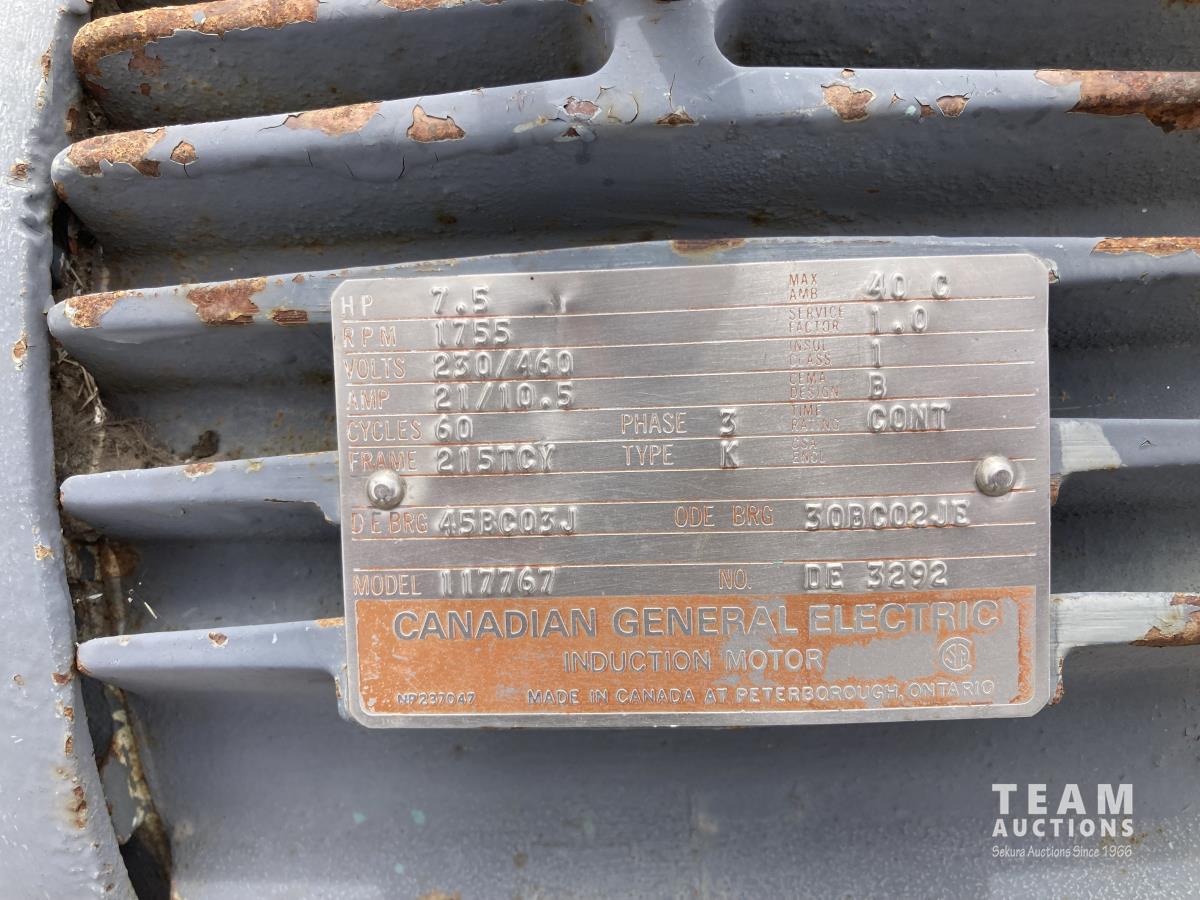 HP 7.5 Y MAX AMB 40 C
RPM 1755 SERVICE FACTOR 1.0
VOLTS 230/460 INSUL CLASS 1
AMP 21/10.5 CEMA DESIGN B
CYCLES 60 PHASE 3 TIME RATING CONT
FRAME 215TCY TYPE K CSA ENCL
DE BRG 45BC03J ODE BRG 30BC02JE
MODEL 117767 NO. DE 3292
CANADIAN GENERAL ELECTRIC
INDUCTION MOTOR
NP237047 MADE IN CANADA AT PETERBOROUGH, ONTARIO
TEAM
AUCTIONS
Sekura Auctions Since 1966